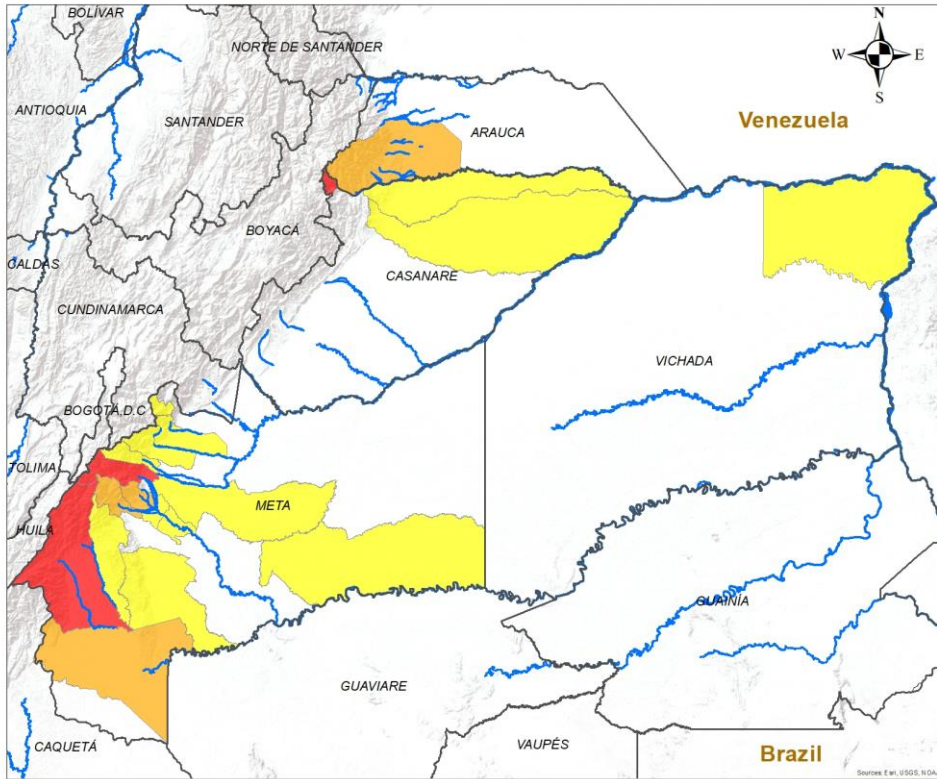 BOLÍVAR
NORTE DE SANTANDER
N
W
E
S
ANTIOQUIA
SANTANDER
ARAUCA
Venezuela
BOYACÁ
CALDAS
CASANARE
CUNDINAMARCA
VICHADA
BOGOTÁ,D.C
TOLIMA
META
HUILA
GUAINÍA
GUAVIARE
CAQUETÁ
VAUPÉS
Brazil
Sources: Esri, USGS, NOAA